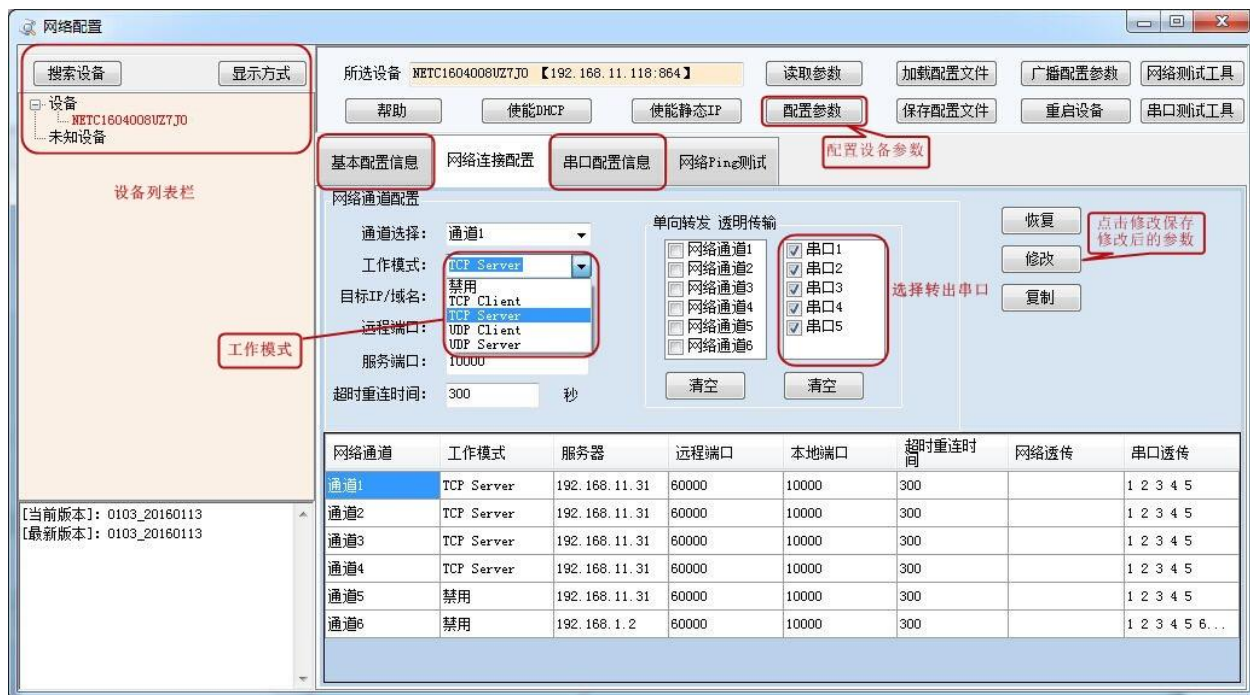 网络配置
搜索设备 显示方式
设备
NETC1604008UZ7J0
未知设备
设备列表栏
[当前版本]: 0103_20160113
[最新版本]: 0103_20160113
所选设备 NETC1604008UZ7J0 【192.168.11.118:864】 读取参数 加载配置文件 广播配置参数 网络测试工具
帮助 使能DHCP 使能静态IP 配置参数 保存配置文件 重启设备 串口测试工具
配置设备参数
基本配置信息 网络连接配置 串口配置信息 网络Ping测试
网络通道配置
通道选择: 通道1
工作模式: TCP Server
禁用
TCP Client
TCP Server
UDP Client
UDP Server
目标IP/域名:
远程端口:
服务端口: 10000
超时重连时间: 300 秒
工作模式
单向转发 透明传输
网络通道1 串口1
网络通道2 串口2
网络通道3 串口3
网络通道4 串口4
网络通道5 串口5
网络通道6
清空 清空
选择转出串口
恢复
修改
复制
点击修改保存
修改后的参数
网络通道 工作模式 服务器 远程端口 本地端口 超时重连时间 网络透传 串口透传
通道1 TCP Server 192.168.11.31 60000 10000 300 1 2 3 4 5
通道2 TCP Server 192.168.11.31 60000 10000 300 1 2 3 4 5
通道3 TCP Server 192.168.11.31 60000 10000 300 1 2 3 4 5
通道4 TCP Server 192.168.11.31 60000 10000 300 1 2 3 4 5
通道5 禁用 192.168.11.31 60000 10000 300 1 2 3 4 5
通道6 禁用 192.168.1.2 60000 10000 300 1 2 3 4 5 6...